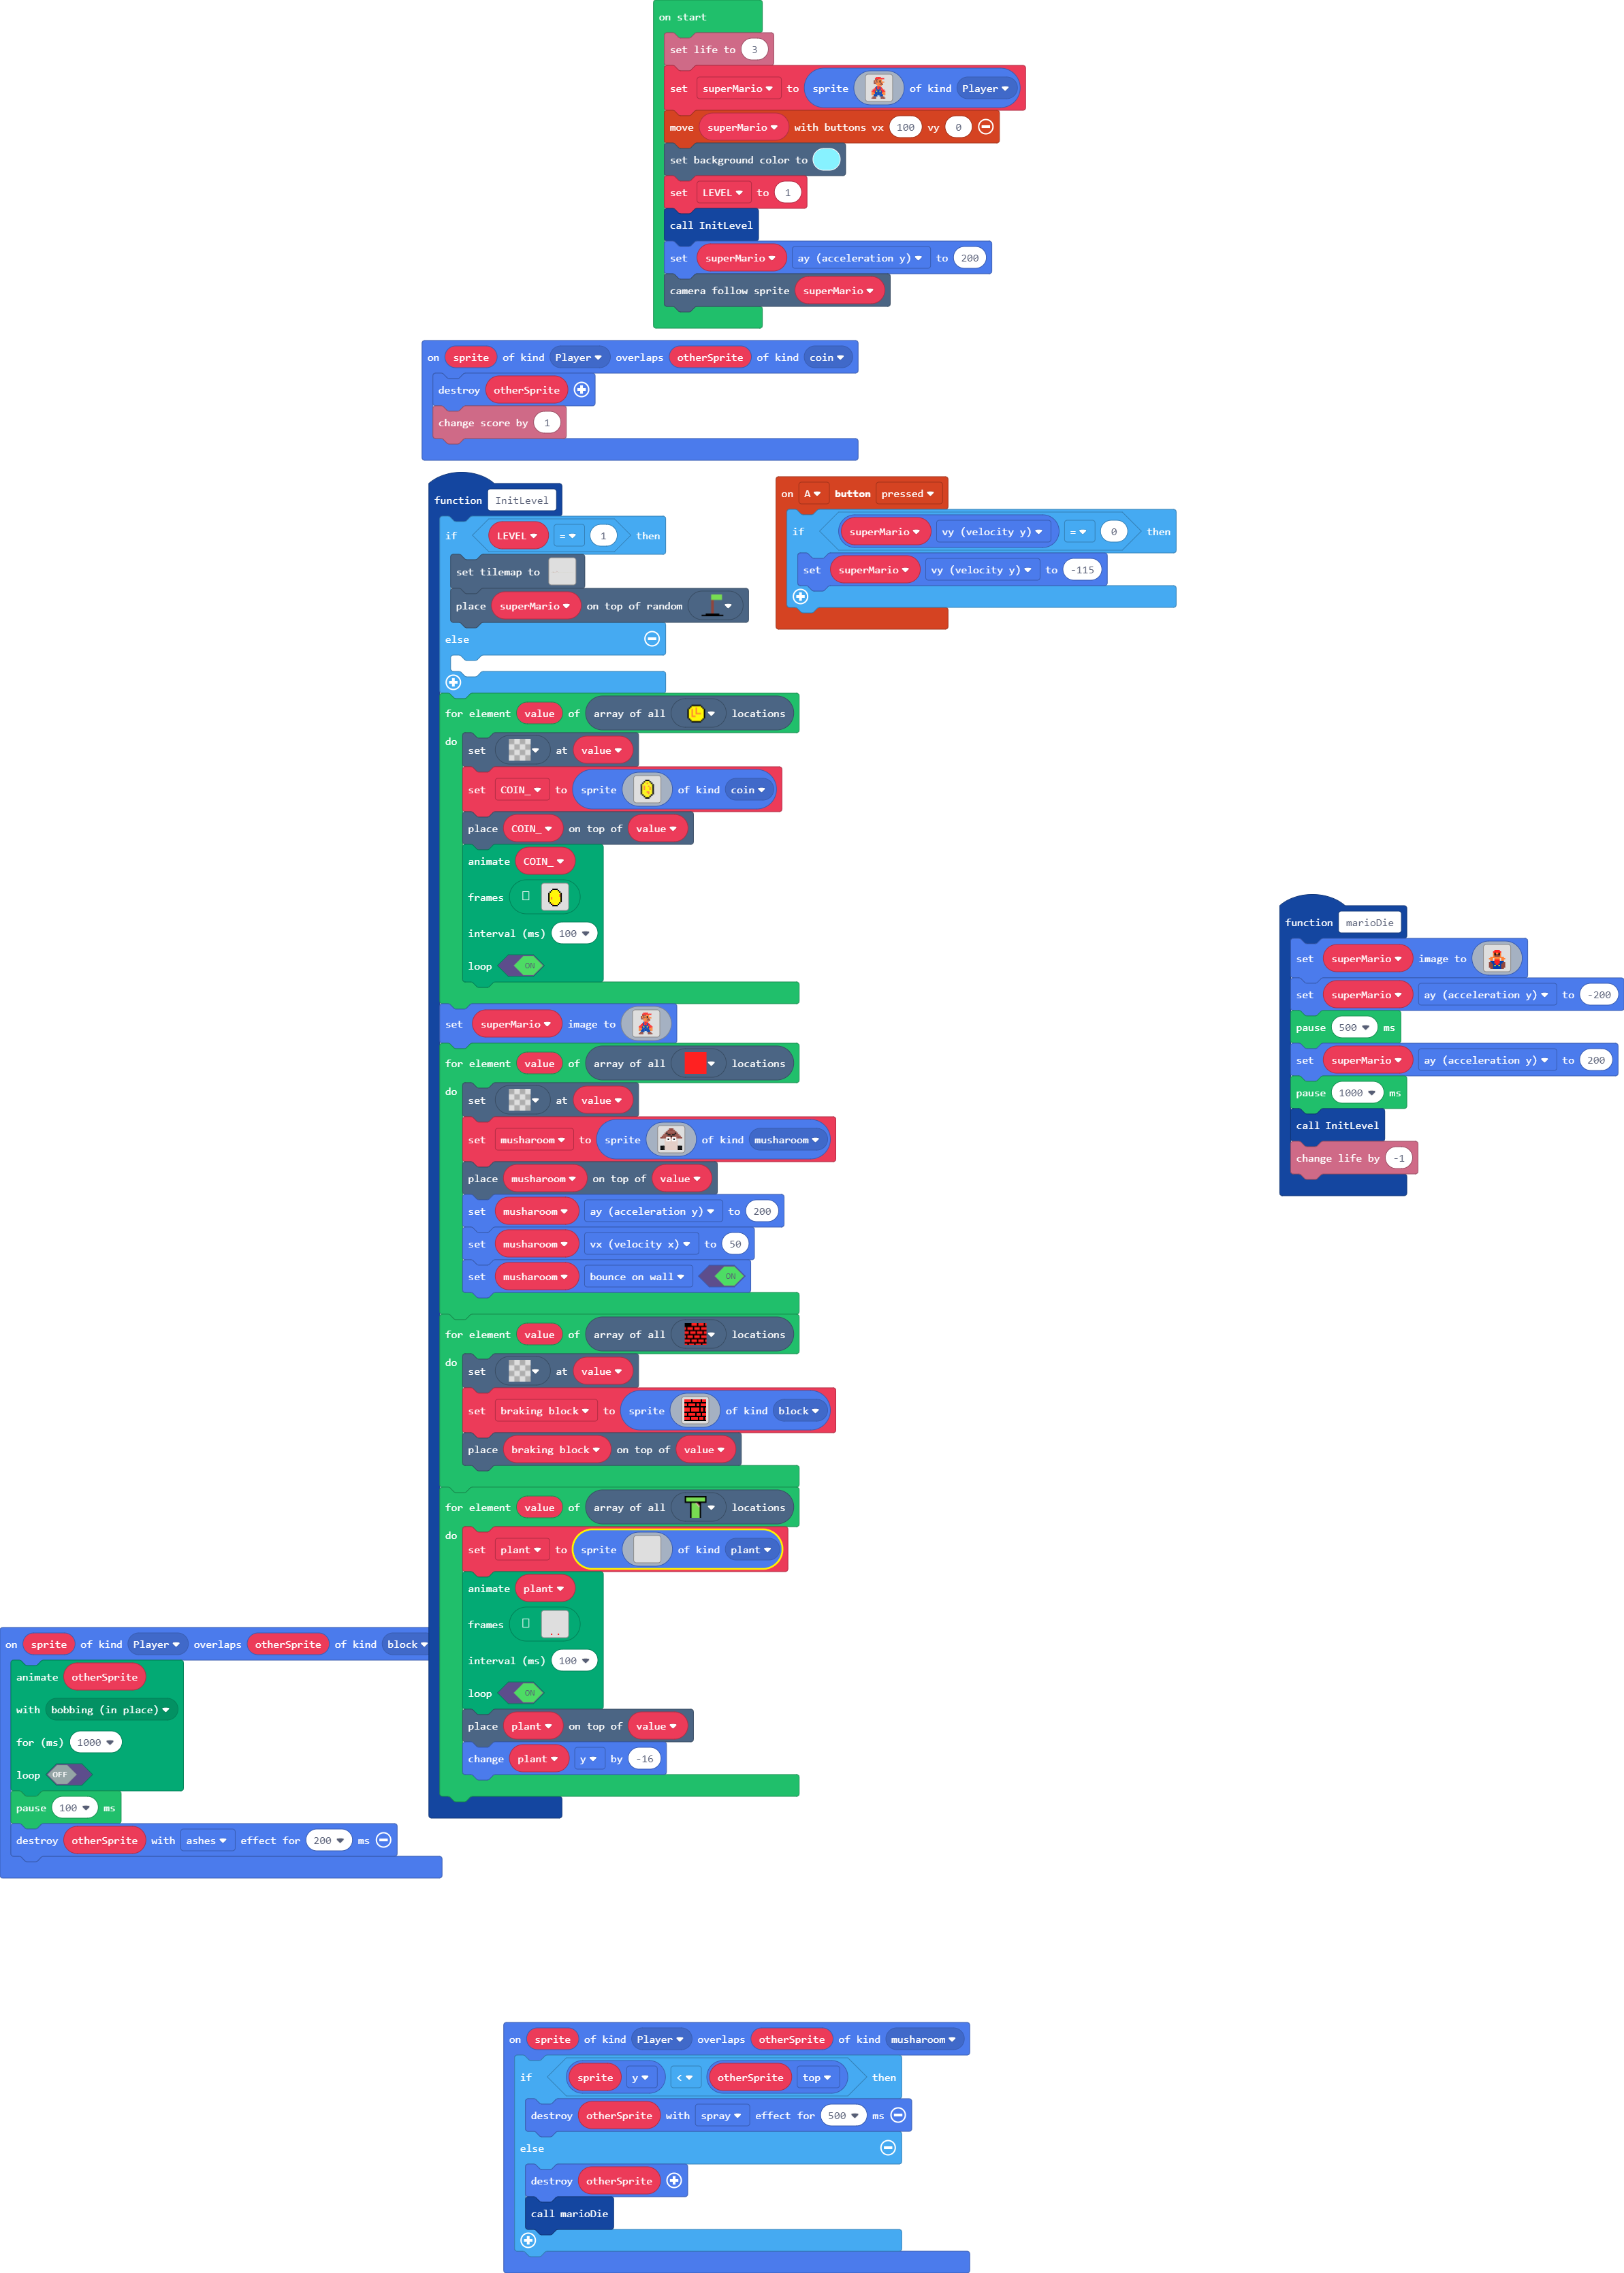 on start
set life to 3
set superMario to sprite of kind Player
move superMario with buttons vx 100 vy 0
set background color to
set LEVEL to 1
call InitLevel
set superMario ay (acceleration y) to 200
camera follow sprite superMario
on sprite of kind Player overlaps otherSprite of kind coin
destroy otherSprite
change score by 1
function InitLevel
if LEVEL = 1 then
set tilemap to
place superMario on top of random
else
for element value of array of all locations
do
set at value
set COIN_ to sprite of kind coin
place COIN_ on top of value
animate COIN_
frames
interval (ms) 100
loop ON
set superMario image to
for element value of array of all locations
do
set at value
set musharoom to sprite of kind musharoom
place musharoom on top of value
set musharoom ay (acceleration y) to 200
set musharoom vx (velocity x) to 50
set musharoom bounce on wall ON
for element value of array of all locations
do
set at value
set braking block to sprite of kind block
place braking block on top of value
for element value of array of all locations
do
set plant to sprite of kind plant
animate plant
frames
interval (ms) 100
loop ON
place plant on top of value
change plant y by -16
on A button pressed
if superMario vy (velocity y) = 0 then
set superMario vy (velocity y) to -115
function marioDie
set superMario image to
set superMario ay (acceleration y) to -200
pause 500 ms
set superMario ay (acceleration y) to 200
pause 1000 ms
call InitLevel
change life by -1
on sprite of kind Player overlaps otherSprite of kind block
animate otherSprite
with bobbing (in place)
for (ms) 1000
loop OFF
pause 100 ms
destroy otherSprite with ashes effect for 200 ms
on sprite of kind Player overlaps otherSprite of kind musharoom
if sprite y < otherSprite top then
destroy otherSprite with spray effect for 500 ms
else
destroy otherSprite
call marioDie